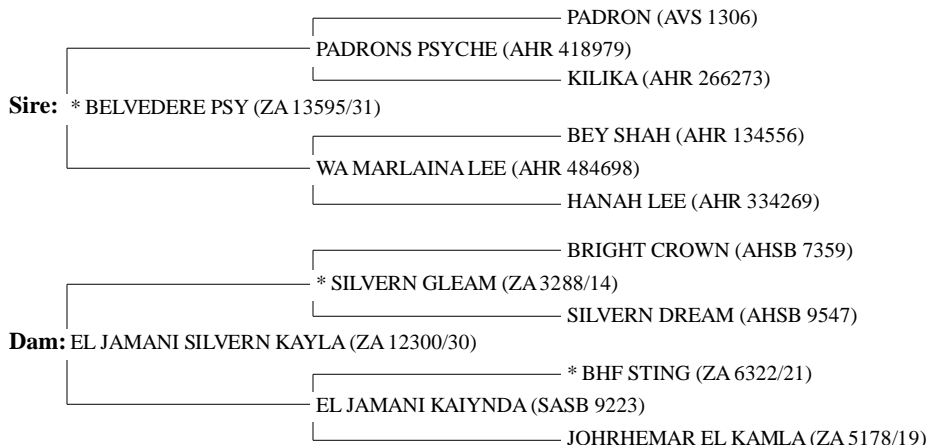 PADRON (AVS 1306)
PADRONS PSYCHE (AHR 418979)
KILIKA (AHR 266273)
Sire: * BELVEDERE PSY (ZA 13595/31)
BEY SHAH (AHR 134556)
WA MARLAINA LEE (AHR 484698)
HANAH LEE (AHR 334269)
BRIGHT CROWN (AHSB 7359)
* SILVERN GLEAM (ZA 3288/14)
SILVERN DREAM (AHSB 9547)
Dam: EL JAMANI SILVERN KAYLA (ZA 12300/30)
* BHF STING (ZA 6322/21)
EL JAMANI KAIYNDA (SASB 9223)
JOHRHEMAR EL KAMLA (ZA 5178/19)